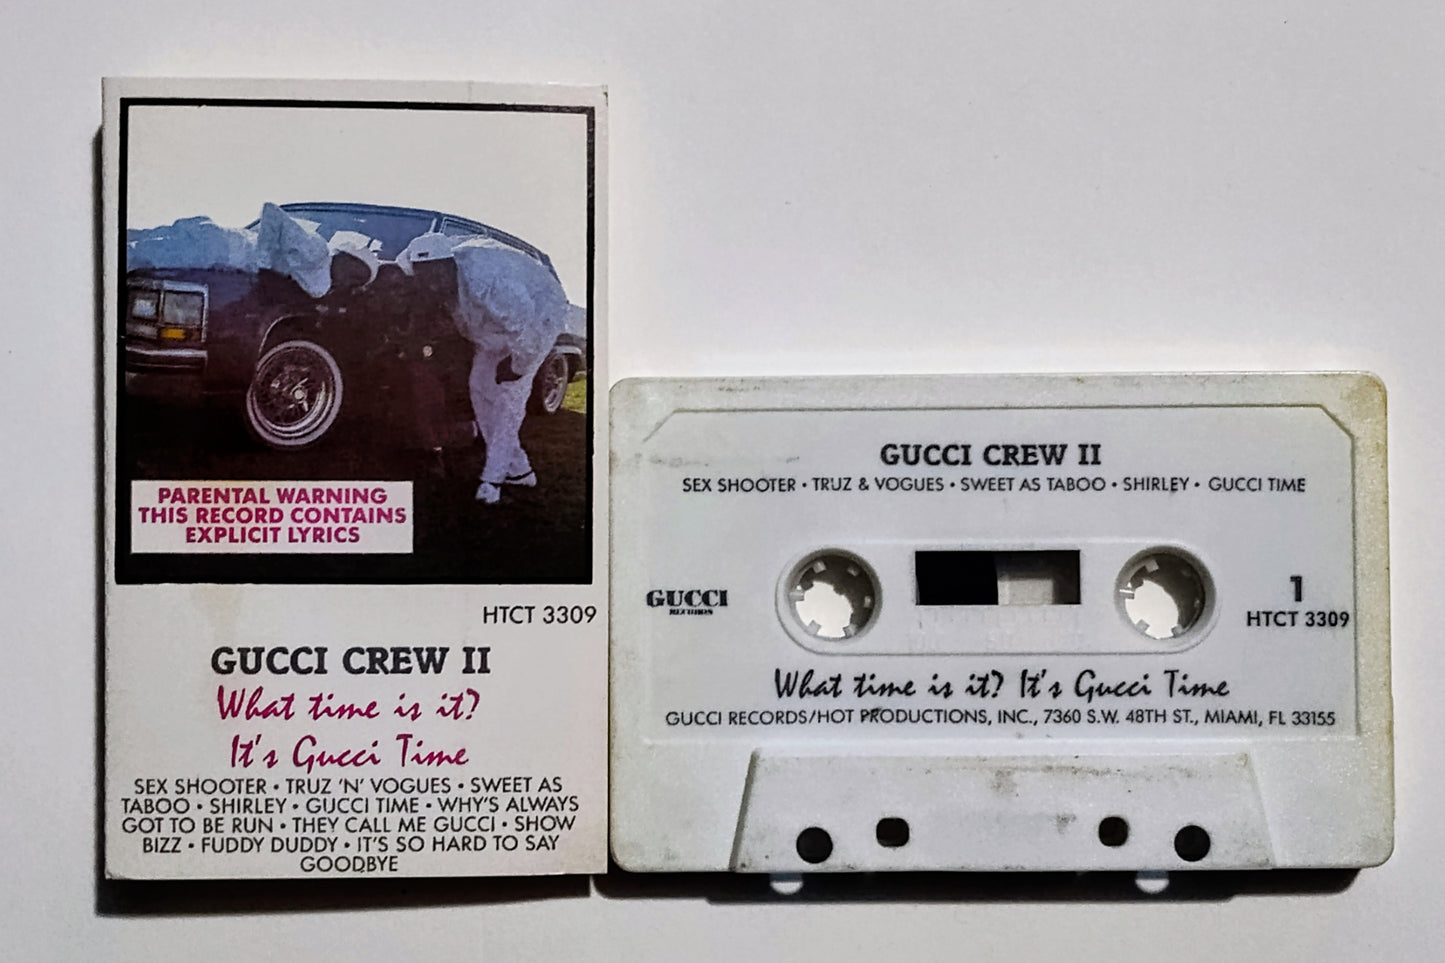 PARENTAL WARNING
THIS RECORD CONTAINS
EXPLICIT LYRICS
HTCT 3309
GUCCI CREW II
What time is it?
It's Gucci Time
SEX SHOOTER • TRUZ 'N' VOGUES • SWEET AS
TABOO • SHIRLEY • GUCCI TIME • WHY'S ALWAYS
GOT TO BE RUN • THEY CALL ME GUCCI • SHOW
BIZZ • FUDDY DUDDY • IT'S SO HARD TO SAY
GOODBYE
GUCCI CREW II
SEX SHOOTER • TRUZ & VOGUES • SWEET AS TABOO • SHIRLEY • GUCCI TIME
GUCCI
RECORDS
1
HTCT 3309
What time is it? It's Gucci Time
GUCCI RECORDS/HOT PRODUCTIONS, INC., 7360 S.W. 48TH ST., MIAMI, FL 33155